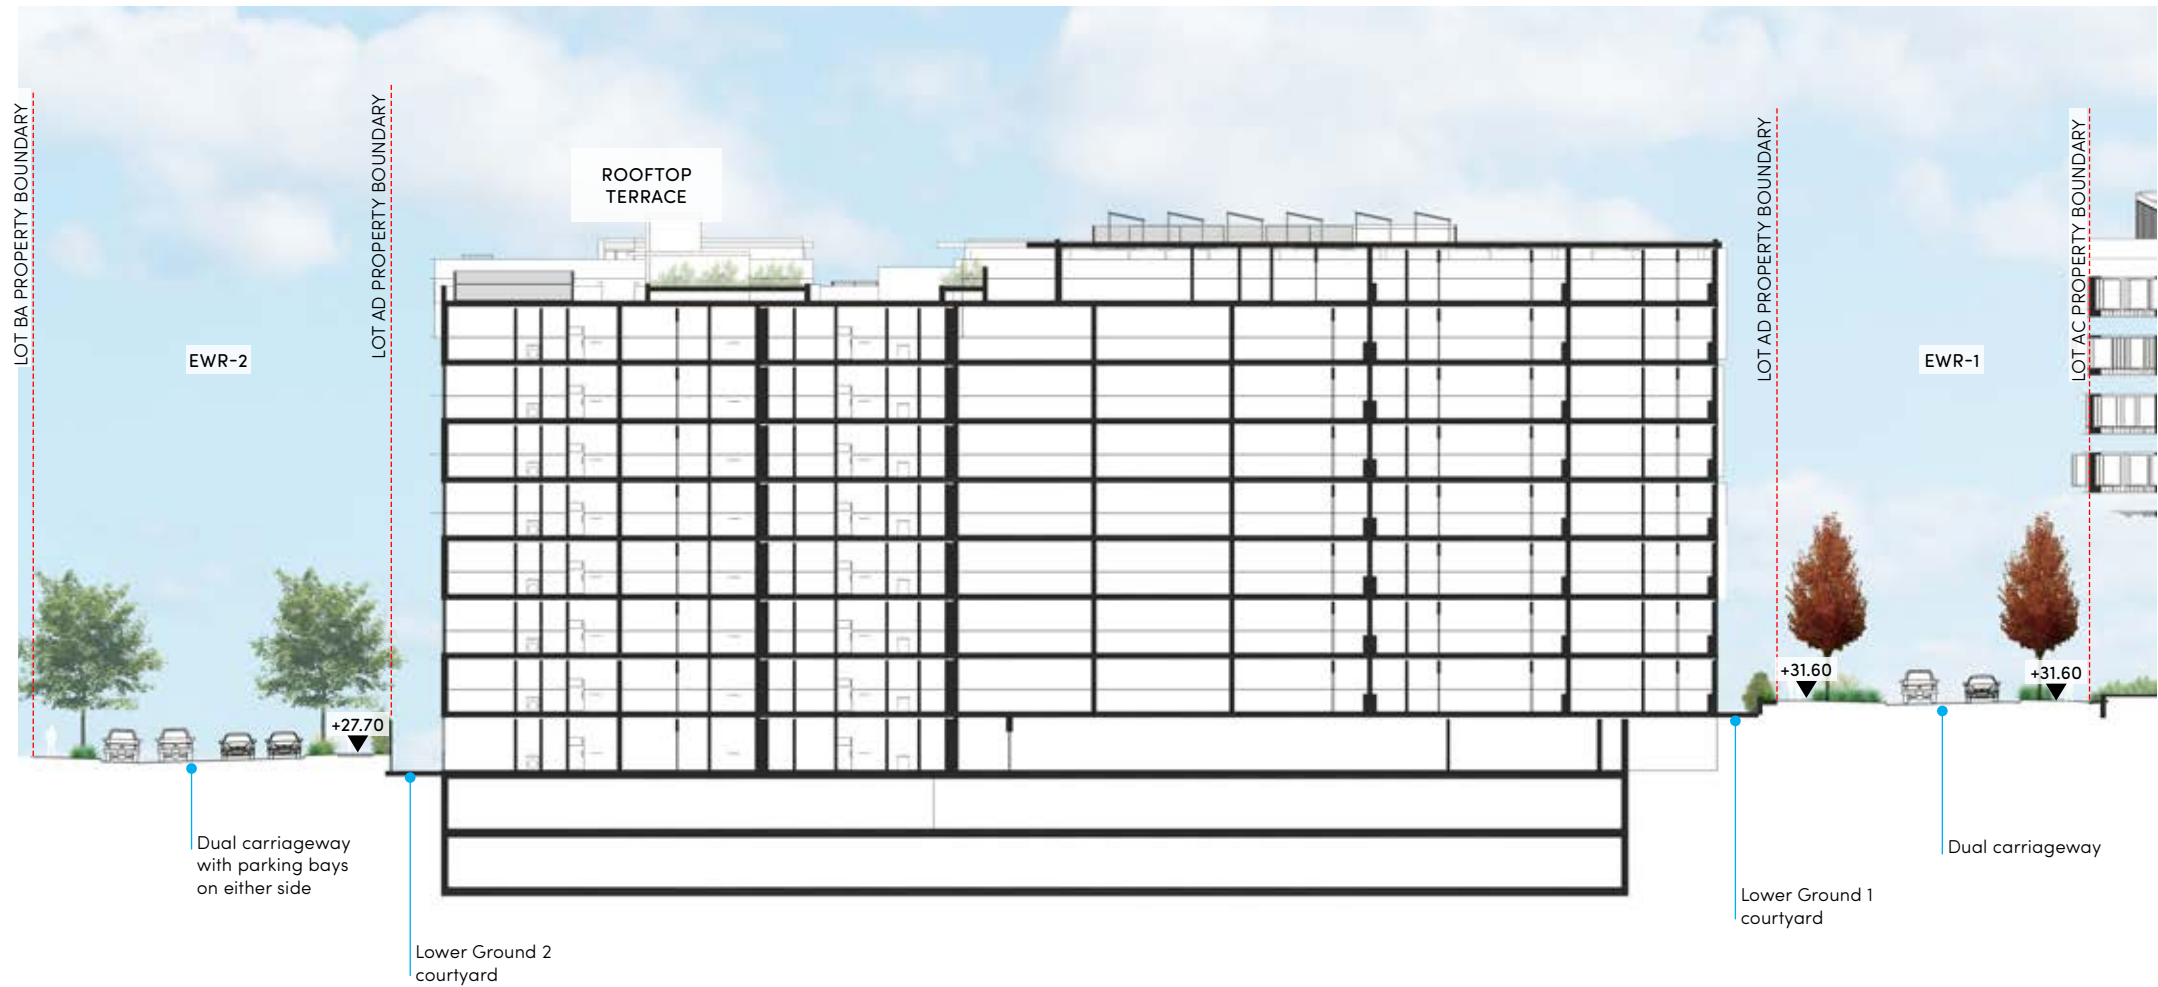 LOT BA PROPERTY BOUNDARY
LOT AD PROPERTY BOUNDARY
ROOFTOP
TERRACE
LOT AD PROPERTY BOUNDARY
LOT AC PROPERTY BOUNDARY
EWR-2
EWR-1
+27.70
+31.60
+31.60
Dual carriageway
with parking bays
on either side
Lower Ground 2
courtyard
Lower Ground 1
courtyard
Dual carriageway